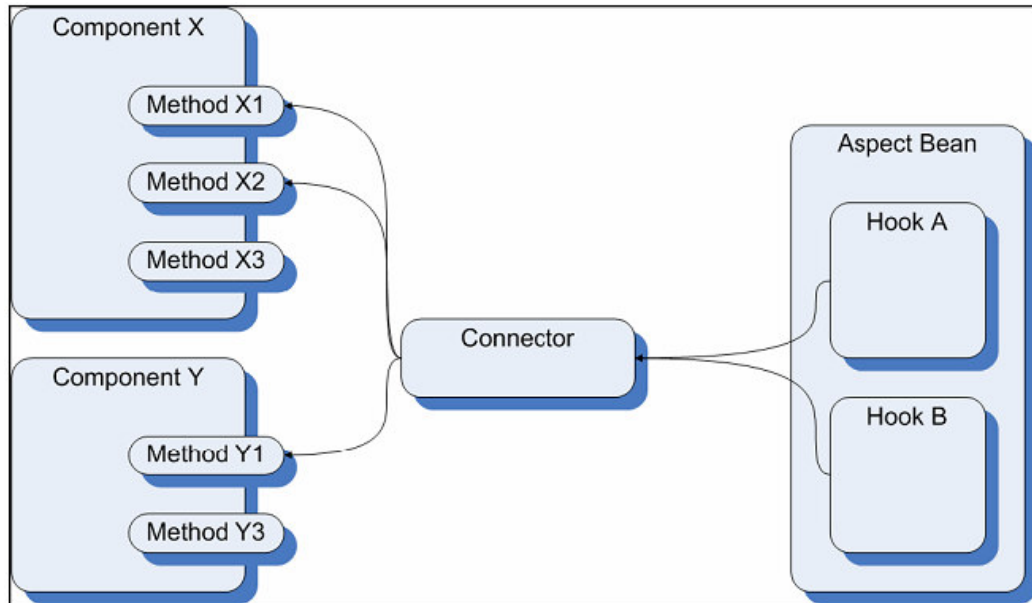 Component X
Method X1
Method X2
Method X3
Component Y
Method Y1
Method Y3
Connector
Aspect Bean
Hook A
Hook B